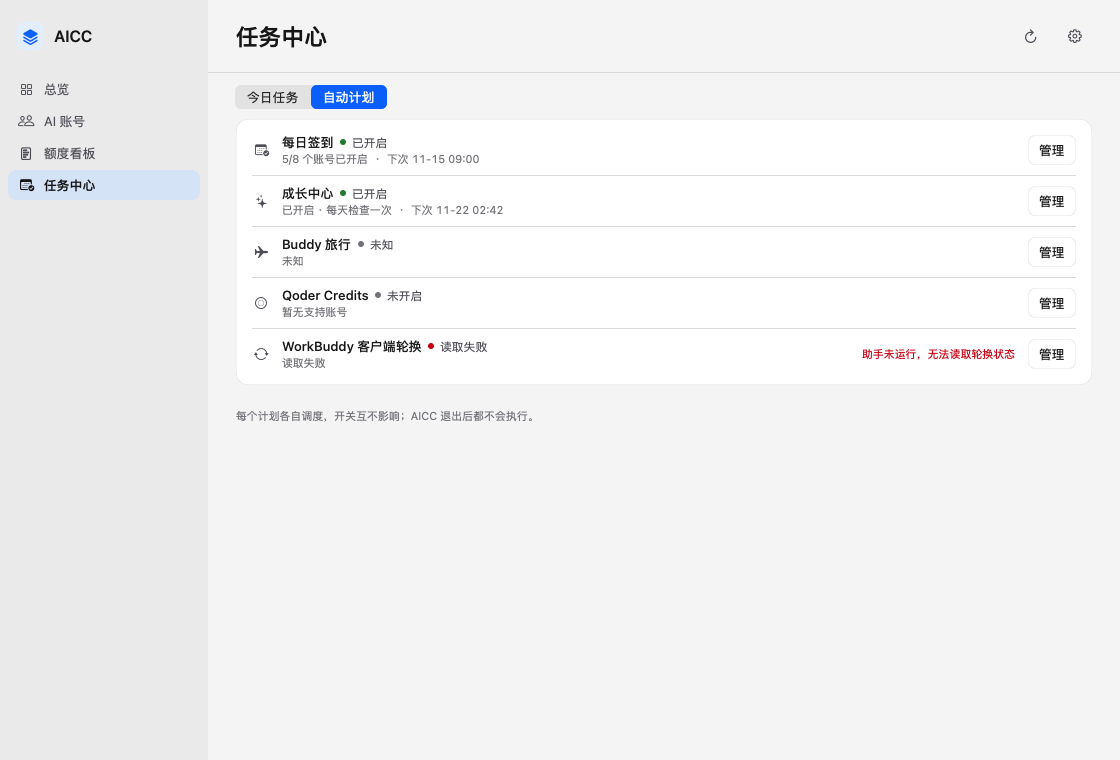 AICC
总览
AI 账号
额度看板
任务中心
任务中心
今日任务
自动计划
每日签到 已开启
5/8 个账号已开启 · 下次 11-15 09:00
管理
成长中心 已开启
已开启 · 每天检查一次 · 下次 11-22 02:42
管理
Buddy 旅行 未知
未知
管理
Qoder Credits 未开启
暂无支持账号
管理
WorkBuddy 客户端轮换 读取失败
读取失败
助手未运行，无法读取轮换状态
管理
每个计划各自调度，开关互不影响；AICC 退出后都不会执行。